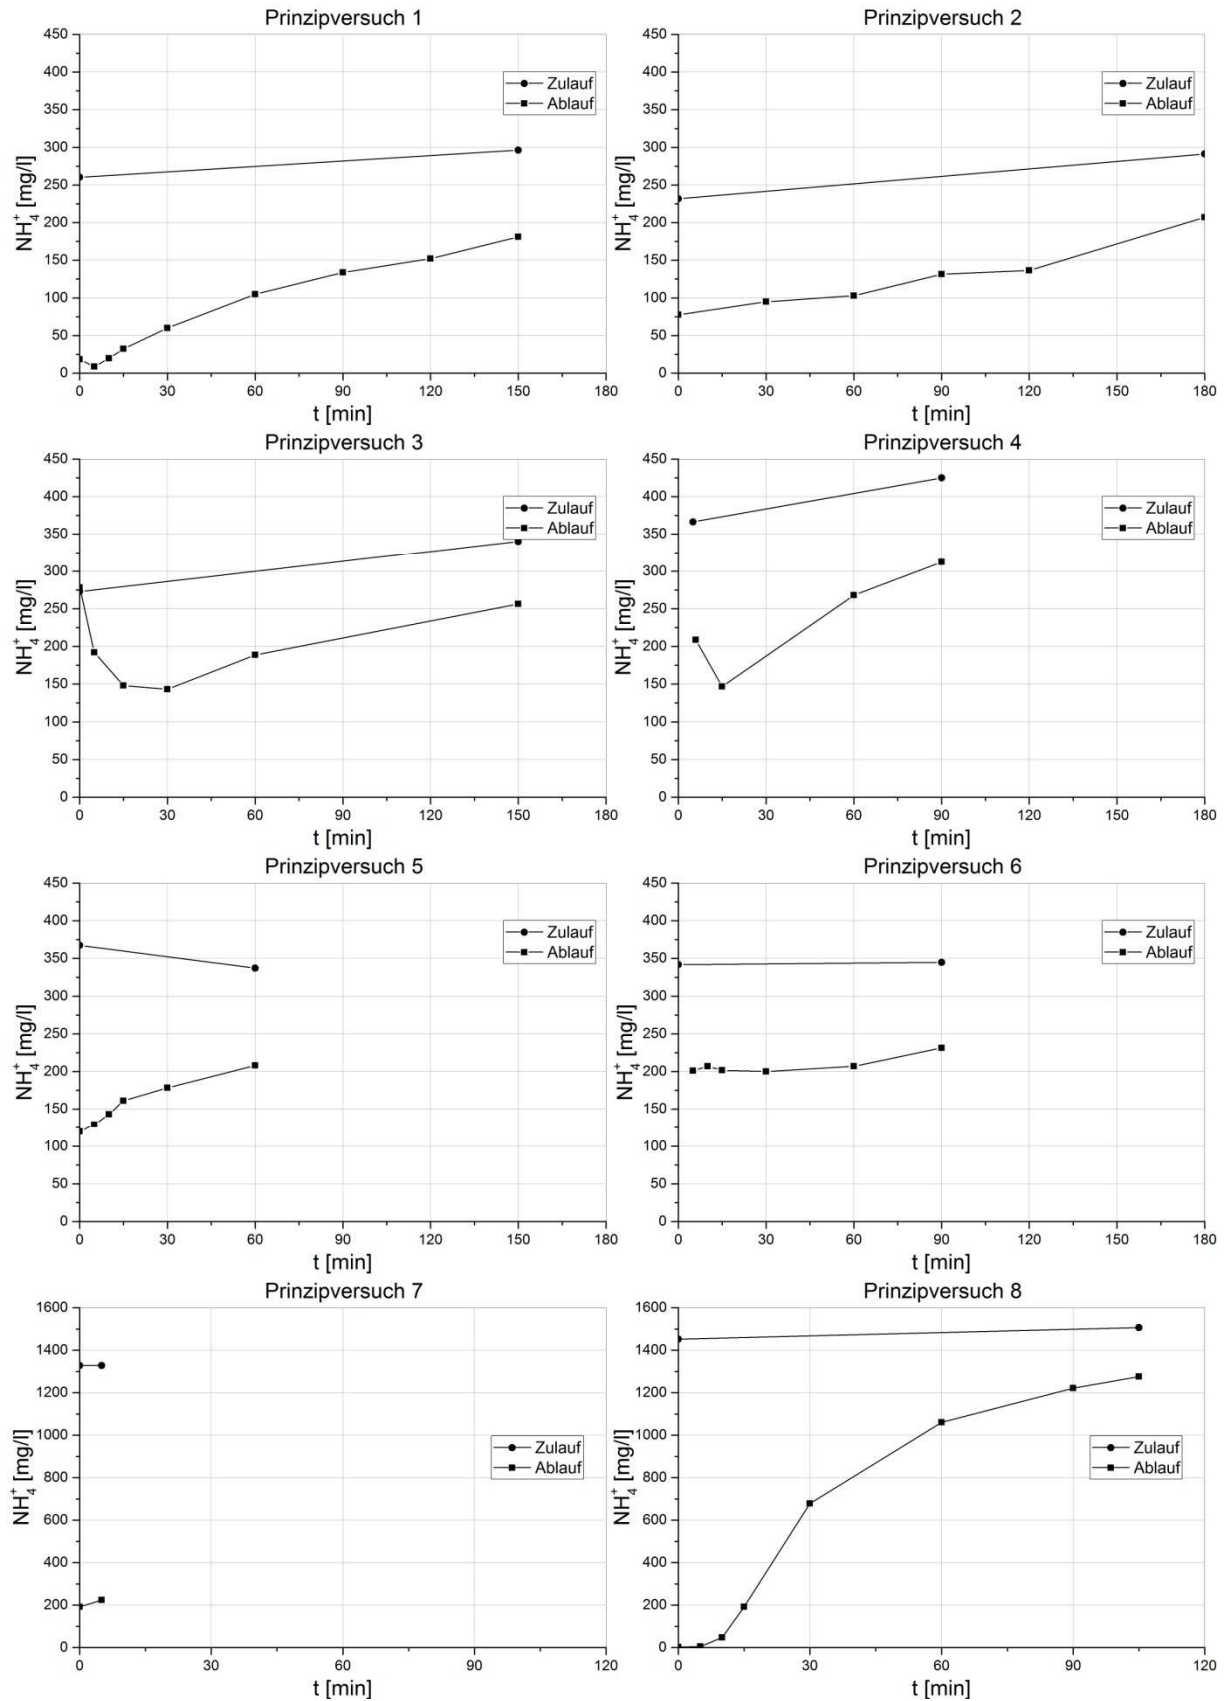 Prinzipversuch 1
450
400
350
300
250
200
150
100
50
0
NH₄⁺ [mg/l]
Zulauf
Ablauf
0 30 60 90 120 150 180
t [min]
Prinzipversuch 2
450
400
350
300
250
200
150
100
50
0
NH₄⁺ [mg/l]
Zulauf
Ablauf
0 30 60 90 120 150 180
t [min]
Prinzipversuch 3
450
400
350
300
250
200
150
100
50
0
NH₄⁺ [mg/l]
Zulauf
Ablauf
0 30 60 90 120 150 180
t [min]
Prinzipversuch 4
450
400
350
300
250
200
150
100
50
0
NH₄⁺ [mg/l]
Zulauf
Ablauf
0 30 60 90 120 150 180
t [min]
Prinzipversuch 5
450
400
350
300
250
200
150
100
50
0
NH₄⁺ [mg/l]
Zulauf
Ablauf
0 30 60 90 120 150 180
t [min]
Prinzipversuch 6
450
400
350
300
250
200
150
100
50
0
NH₄⁺ [mg/l]
Zulauf
Ablauf
0 30 60 90 120 150 180
t [min]
Prinzipversuch 7
1600
1400
1200
1000
800
600
400
200
0
NH₄⁺ [mg/l]
Zulauf
Ablauf
0 30 60 90 120
t [min]
Prinzipversuch 8
1600
1400
1200
1000
800
600
400
200
0
NH₄⁺ [mg/l]
Zulauf
Ablauf
0 30 60 90 120
t [min]